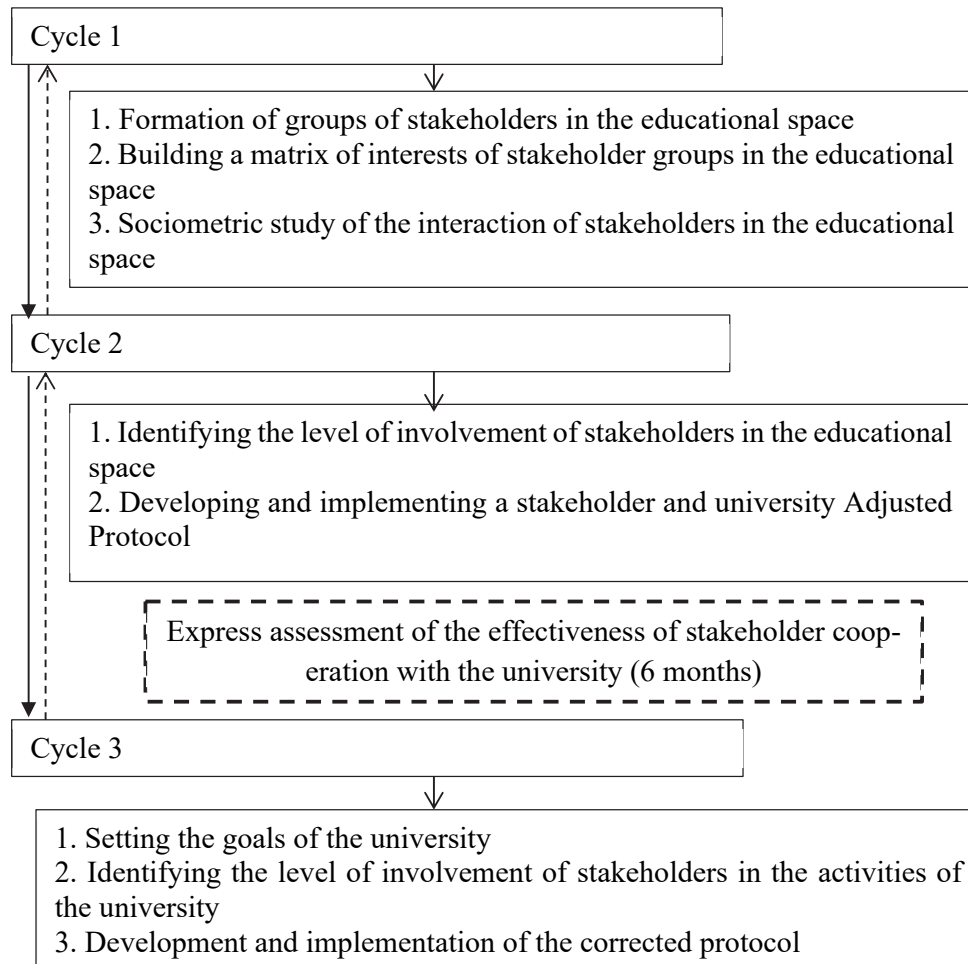 Cycle 1
1. Formation of groups of stakeholders in the educational space
2. Building a matrix of interests of stakeholder groups in the educational
space
3. Sociometric study of the interaction of stakeholders in the educational
space
Cycle 2
1. Identifying the level of involvement of stakeholders in the educational
space
2. Developing and implementing a stakeholder and university Adjusted
Protocol
Express assessment of the effectiveness of stakeholder coop-
eration with the university (6 months)
Cycle 3
1. Setting the goals of the university
2. Identifying the level of involvement of stakeholders in the activities of
the university
3. Development and implementation of the corrected protocol